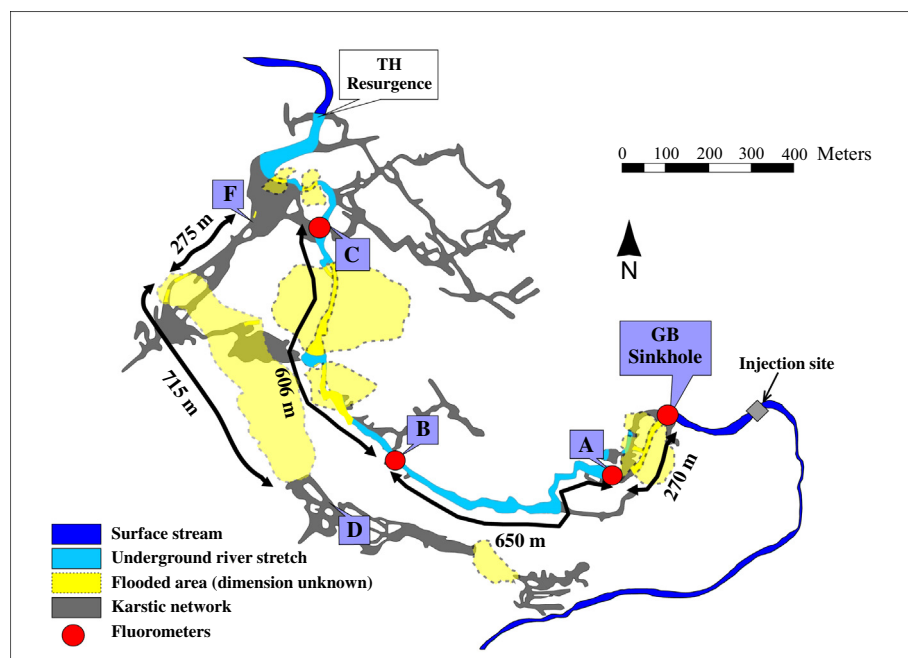 TH
Resurgence
0 100 200 300 400 Meters
F
275 m
C
N
GB
Sinkhole
Injection site
715 m
606 m
B
A
270 m
D
650 m
Surface stream
Underground river stretch
Flooded area (dimension unknown)
Karstic network
Fluorometers